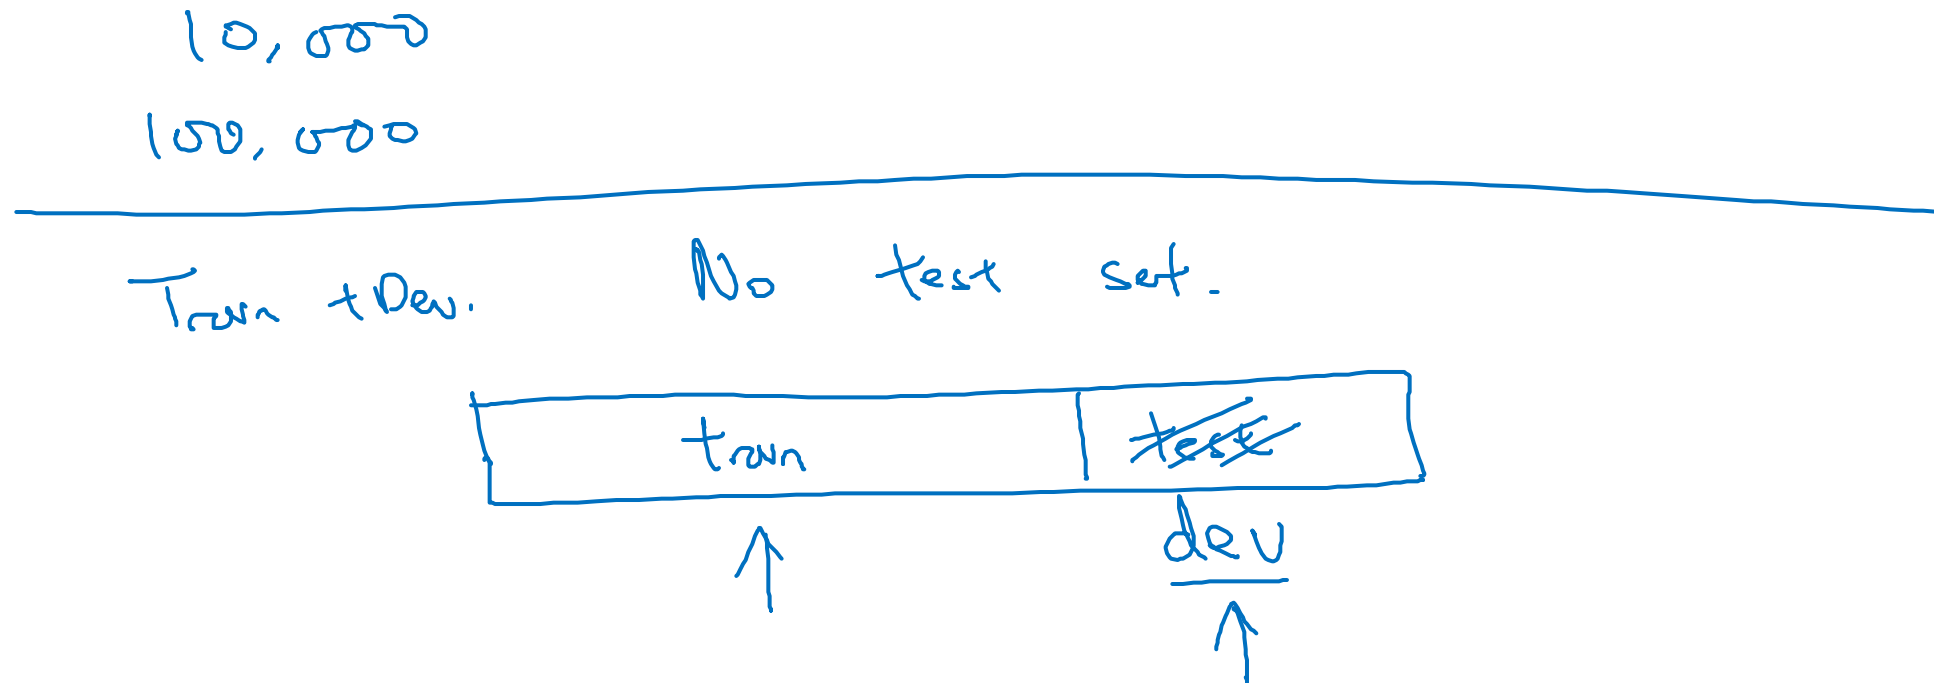 10,000
100,000
Train + Dev. No test set.
train test
dev